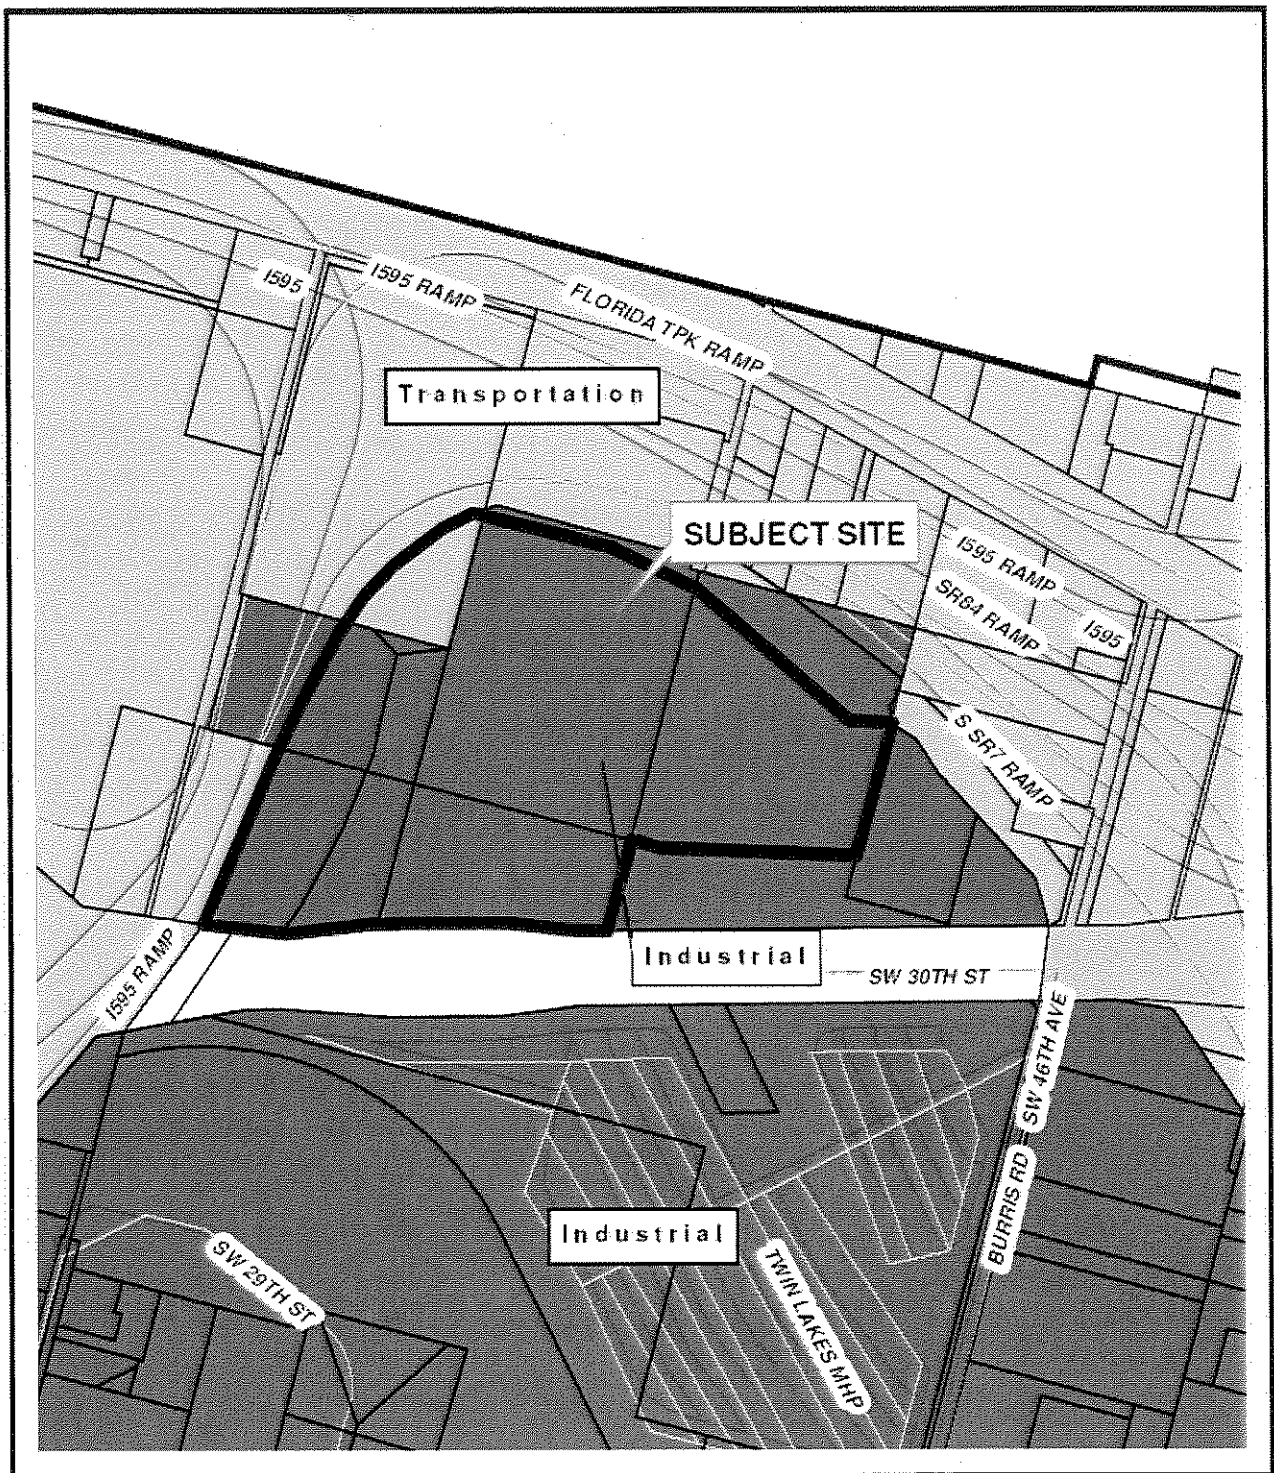 I595
I595 RAMP
FLORIDA TPK RAMP
Transportation
SUBJECT SITE
I595 RAMP
SR84 RAMP
I595
S SR7 RAMP
I595 RAMP
Industrial
SW 30TH ST
SW 46TH AVE
BURRIS RD
Industrial
SW 29TH ST
TWIN LAKES MHP